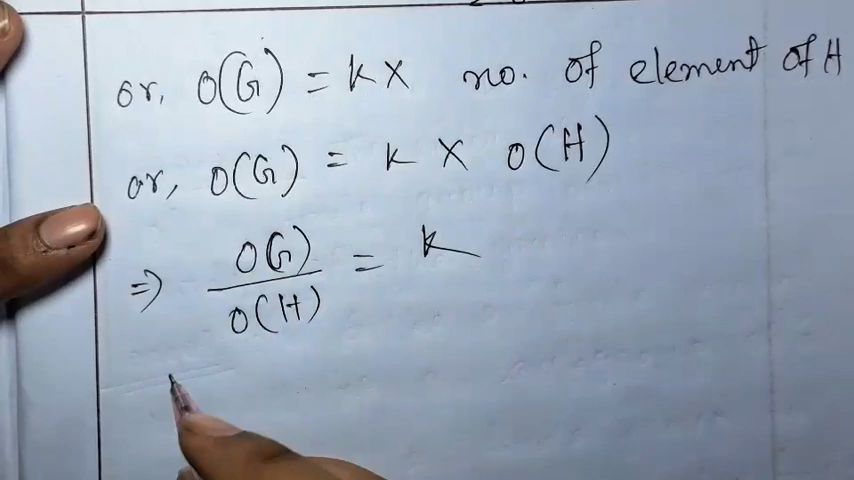 or, O(G) = K X no. of element of H
or, O(G) = K X O(H)
⇒ O(G)/O(H) = K